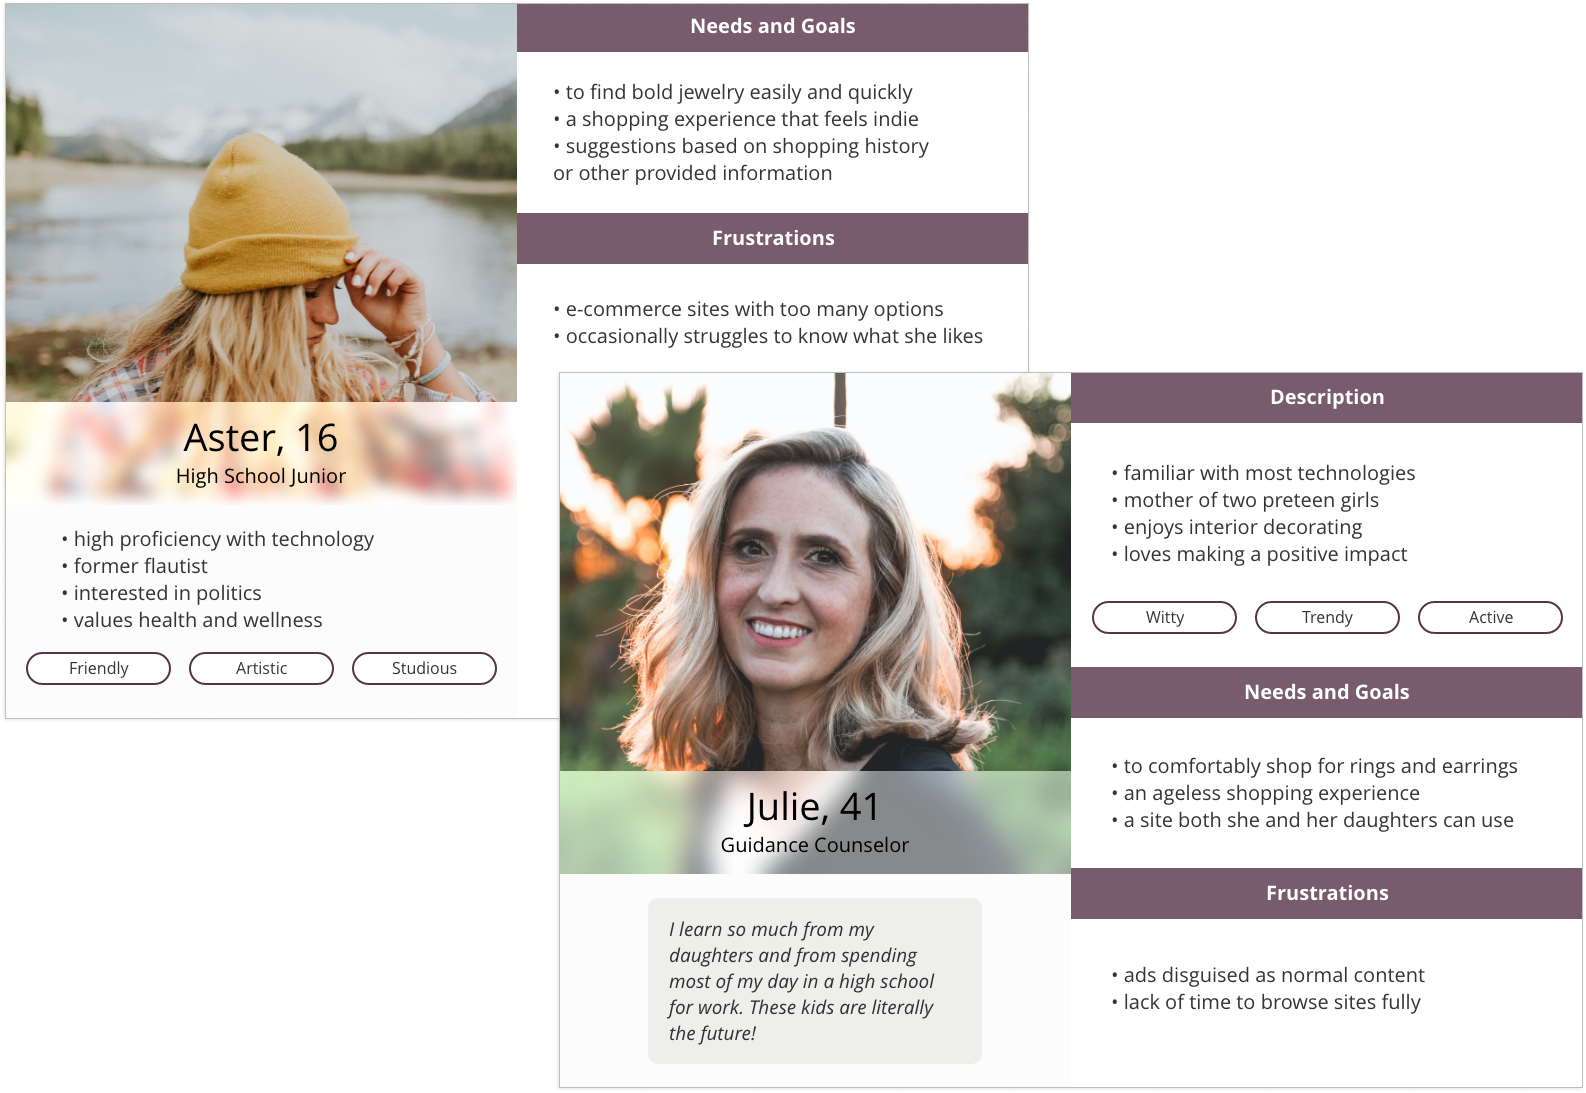 Needs and Goals
• to find bold jewelry easily and quickly
• a shopping experience that feels indie
• suggestions based on shopping history
or other provided information
Frustrations
• e-commerce sites with too many options
• occasionally struggles to know what she likes
Aster, 16
High School Junior
• high proficiency with technology
• former flautist
• interested in politics
• values health and wellness
Friendly Artistic Studious
Julie, 41
Guidance Counselor
I learn so much from my
daughters and from spending
most of my day in a high school
for work. These kids are literally
the future!
Description
• familiar with most technologies
• mother of two preteen girls
• enjoys interior decorating
• loves making a positive impact
Witty Trendy Active
Needs and Goals
• to comfortably shop for rings and earrings
• an ageless shopping experience
• a site both she and her daughters can use
Frustrations
• ads disguised as normal content
• lack of time to browse sites fully